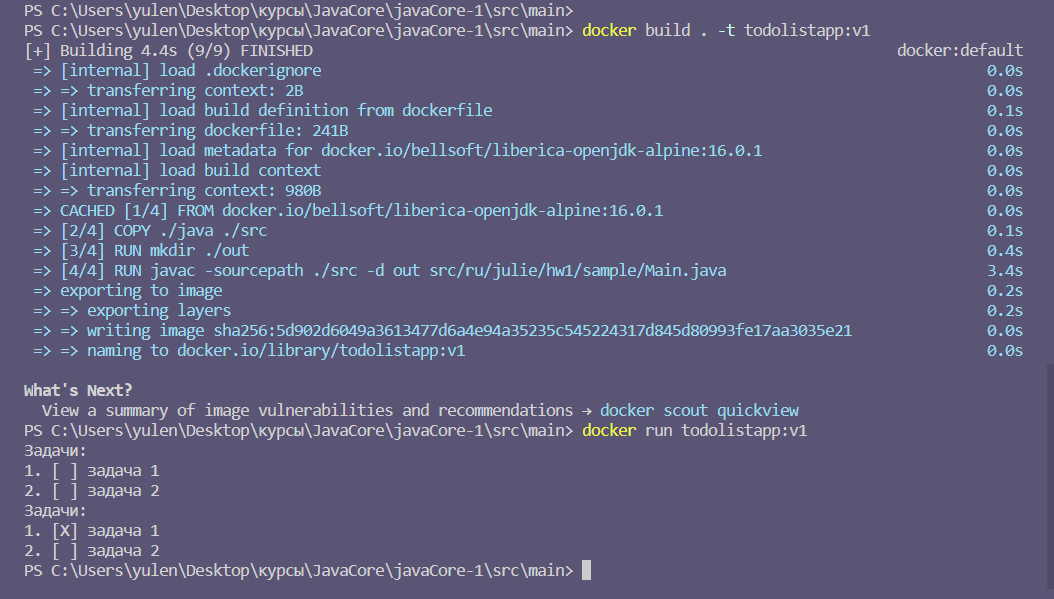 PS C:\Users\yulen\Desktop\курсы\JavaCore\javaCore-1\src\main>
PS C:\Users\yulen\Desktop\курсы\JavaCore\javaCore-1\src\main> docker build . -t todolistapp:v1
[+] Building 4.4s (9/9) FINISHED docker:default
=> [internal] load .dockerignore 0.0s
=> => transferring context: 2B 0.0s
=> [internal] load build definition from dockerfile 0.1s
=> => transferring dockerfile: 241B 0.0s
=> [internal] load metadata for docker.io/bellsoft/liberica-openjdk-alpine:16.0.1 0.0s
=> [internal] load build context 0.0s
=> => transferring context: 980B 0.0s
=> CACHED [1/4] FROM docker.io/bellsoft/liberica-openjdk-alpine:16.0.1 0.0s
=> [2/4] COPY ./java ./src 0.1s
=> [3/4] RUN mkdir ./out 0.4s
=> [4/4] RUN javac -sourcepath ./src -d out src/ru/julie/hw1/sample/Main.java 3.4s
=> exporting to image 0.2s
=> => exporting layers 0.2s
=> => writing image sha256:5d902d6049a3613477d6a4e94a35235c545224317d845d80993fe17aa3035e21 0.0s
=> => naming to docker.io/library/todolistapp:v1 0.0s
What's Next?
View a summary of image vulnerabilities and recommendations → docker scout quickview
PS C:\Users\yulen\Desktop\курсы\JavaCore\javaCore-1\src\main> docker run todolistapp:v1
Задачи:
1. [ ] задача 1
2. [ ] задача 2
Задачи:
1. [X] задача 1
2. [ ] задача 2
PS C:\Users\yulen\Desktop\курсы\JavaCore\javaCore-1\src\main>